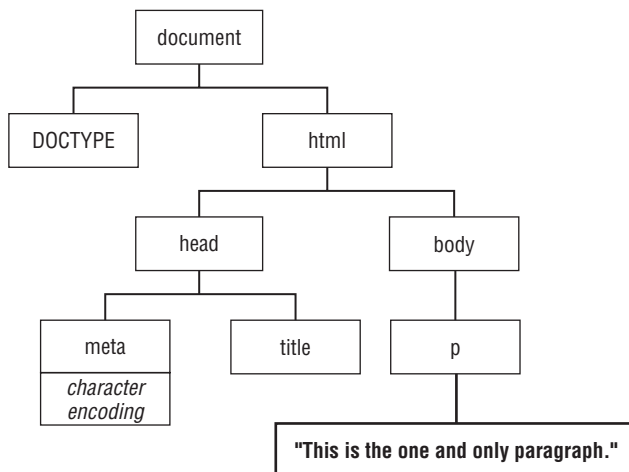 document
DOCTYPE
html
head
body
meta
title
p
character
encoding
"This is the one and only paragraph."